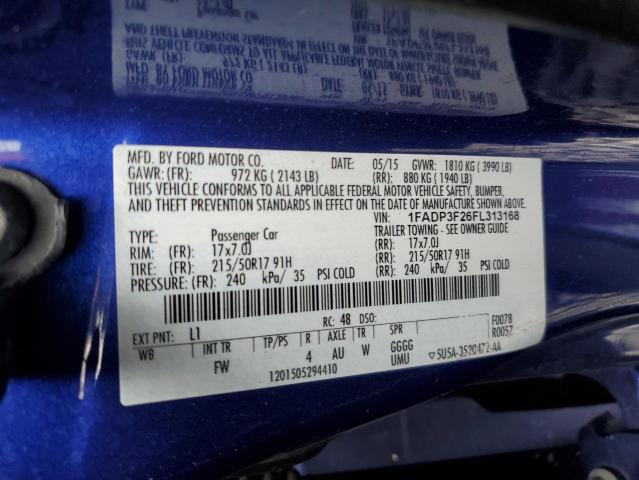 MFD. BY FORD MOTOR CO. DATE: 05/15 GVWR: 1810 KG ( 3990 LB)
GAWR: (FR): 972 KG ( 2143 LB) (RR): 880 KG ( 1940 LB)
THIS VEHICLE CONFORMS TO ALL APPLICABLE FEDERAL MOTOR VEHICLE SAFETY, BUMPER,
AND THEFT PREVENTION STANDARDS IN EFFECT ON THE DATE OF MANUFACTURE SHOWN
VIN: 1FADP3F26FL313168
TYPE: Passenger Car TRAILER TOWING - SEE OWNER GUIDE
RIM: (FR): 17x7.0J (RR): 17x7.0J
TIRE: (FR): 215/50R17 91H (RR): 215/50R17 91H
PRESSURE: (FR): 240 kPa/ 35 PSI COLD (RR): 240 kPa/ 35 PSI COLD
EXT PNT: L1 RC: 48 DSO: F0078
WB INT TR TP/PS R AXLE TR SPR R0057
FW 4 AU W GGGG
UMU 5U5A-3520472-AA
1201505294410